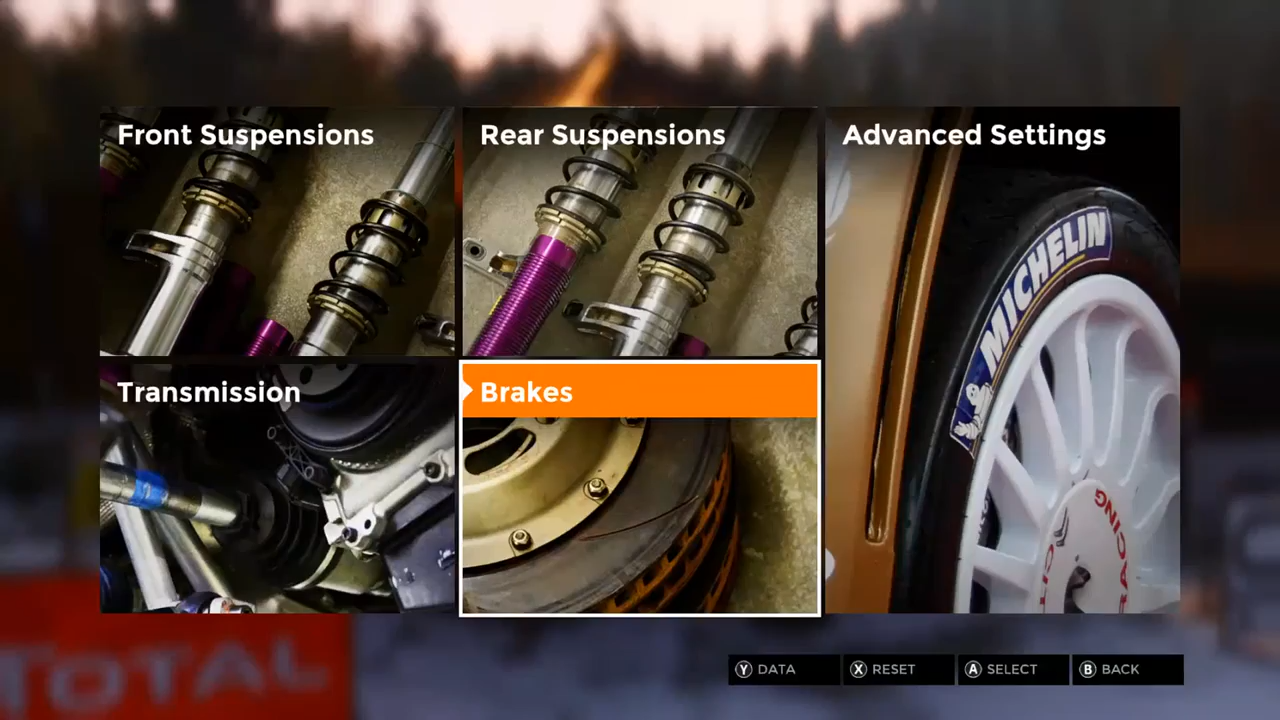 Front Suspensions
Rear Suspensions
Advanced Settings
MICHELIN
Transmission
Brakes
RACING
TOTAL
Y DATA
X RESET
A SELECT
B BACK